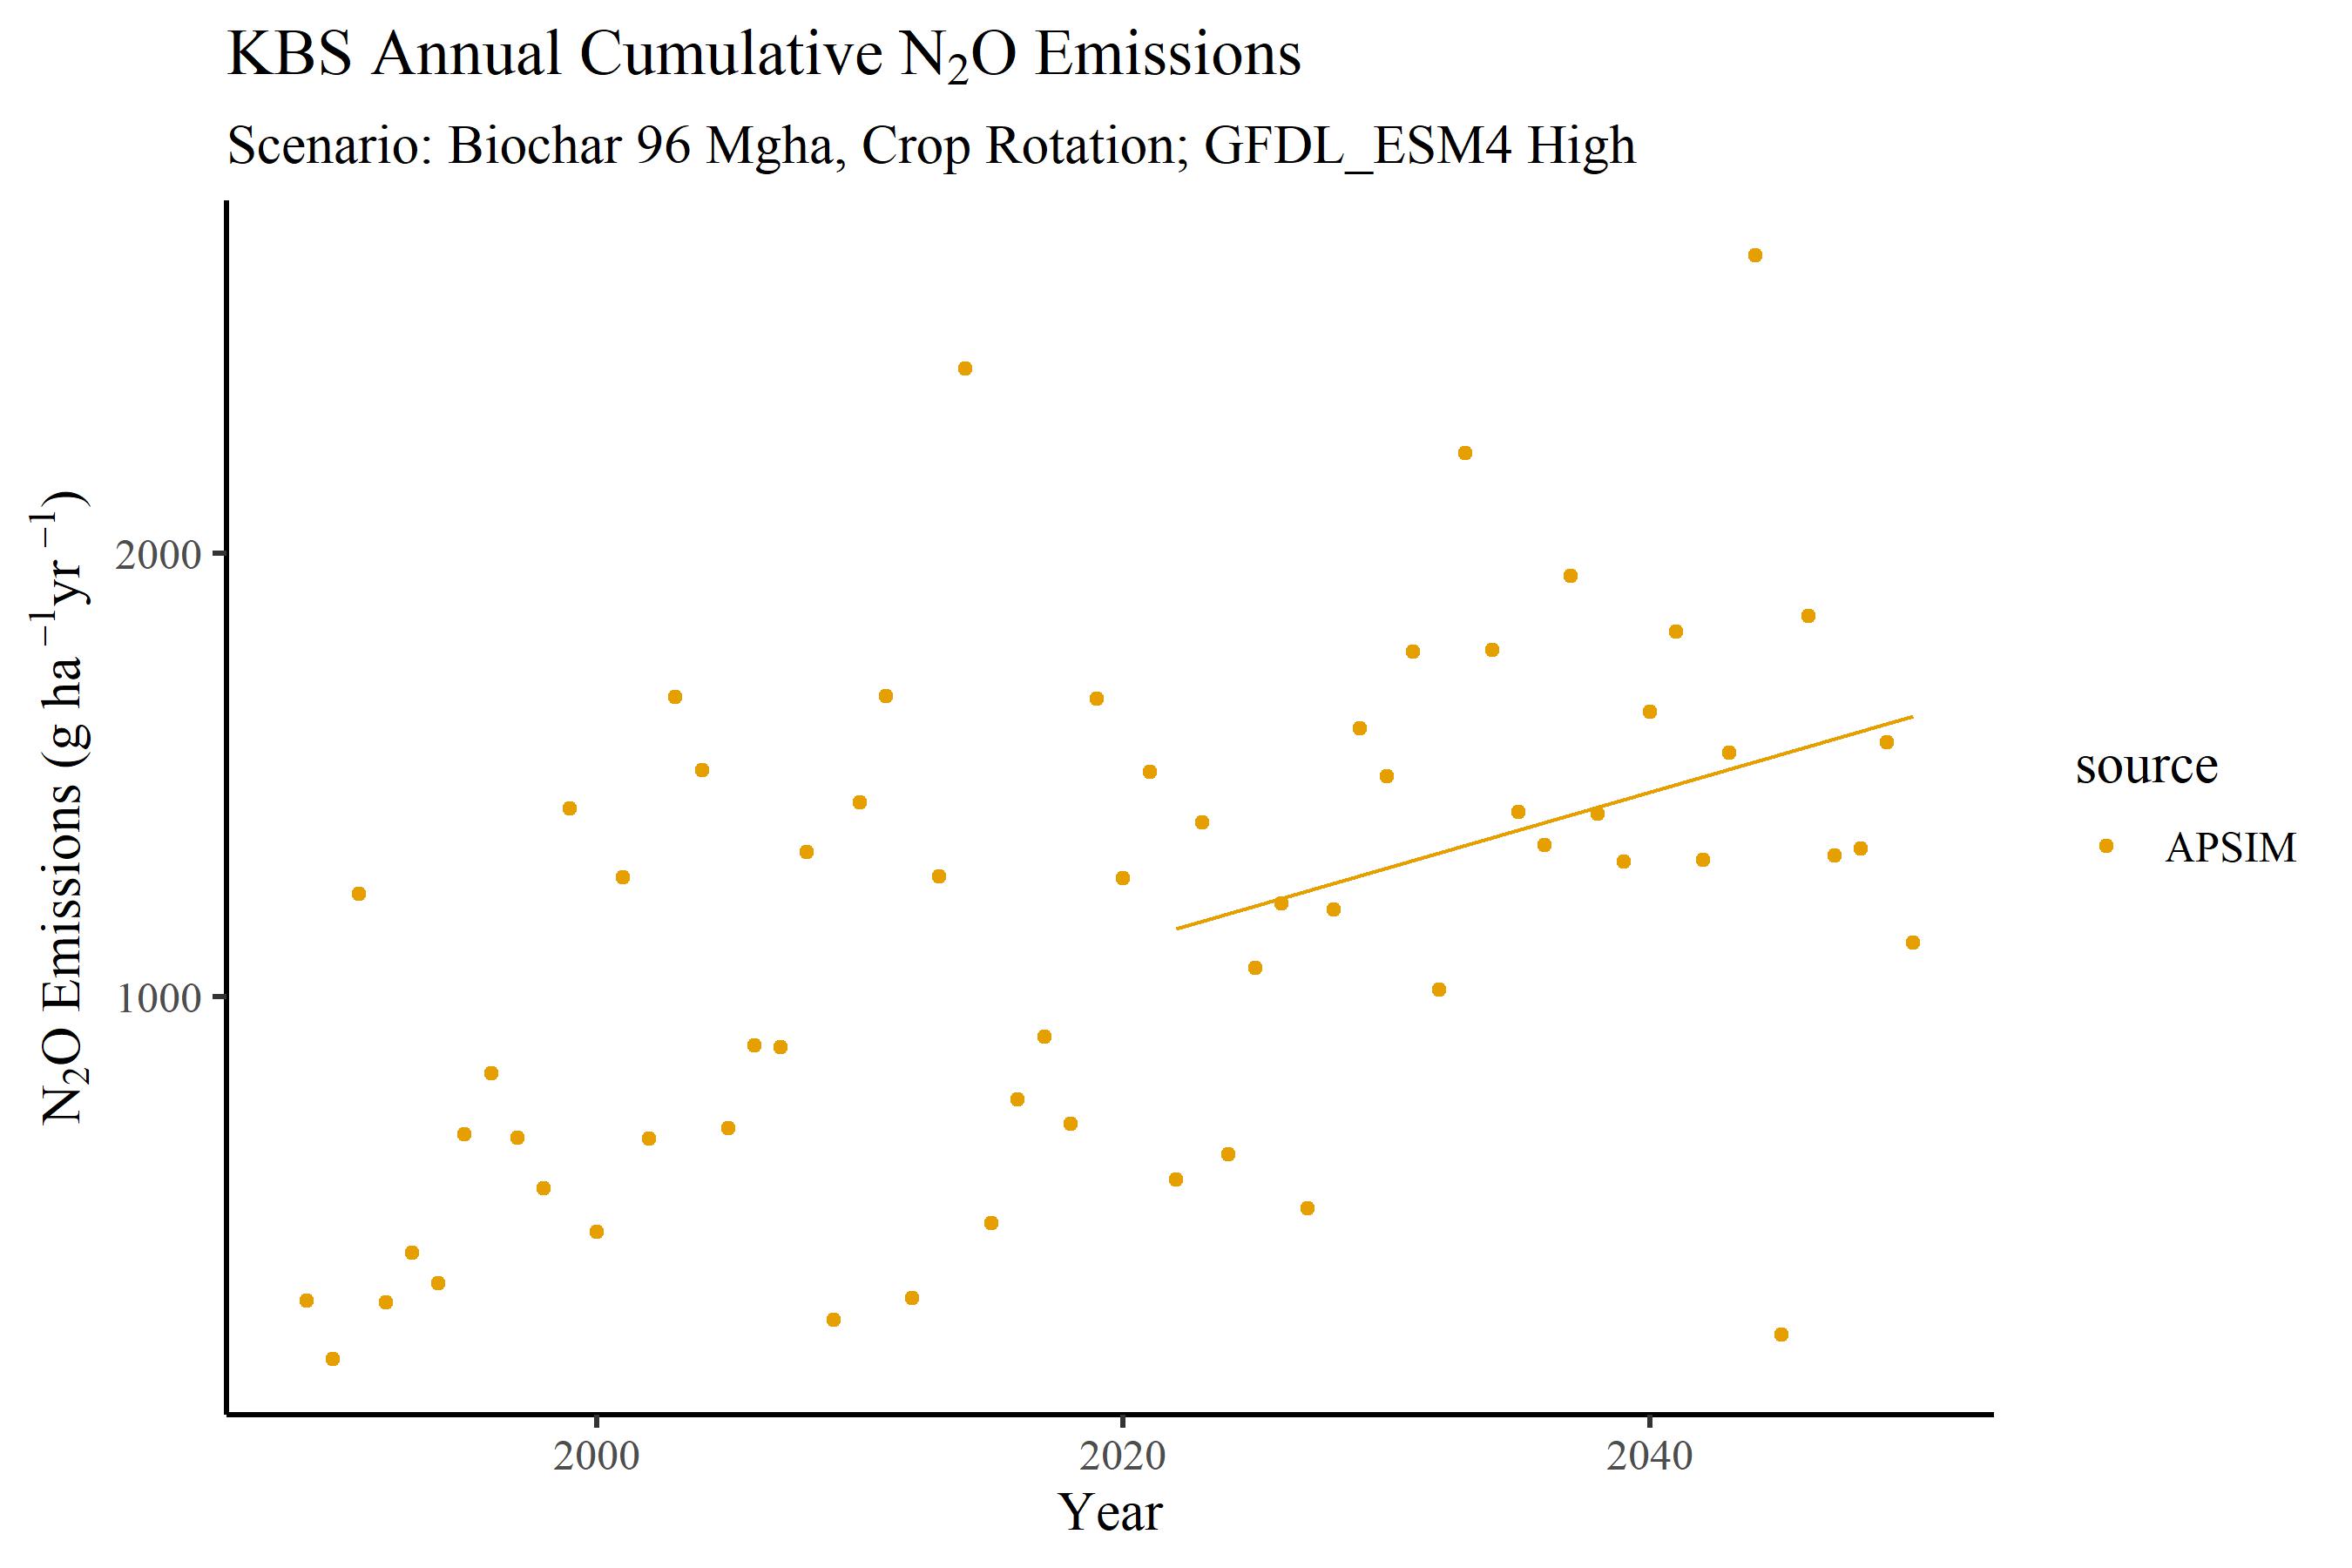 KBS Annual Cumulative N₂O Emissions
Scenario: Biochar 96 Mgha, Crop Rotation; GFDL_ESM4 High
N₂O Emissions (g ha ⁻¹yr ⁻¹)
2000
1000
2000
2020
2040
Year
source
APSIM